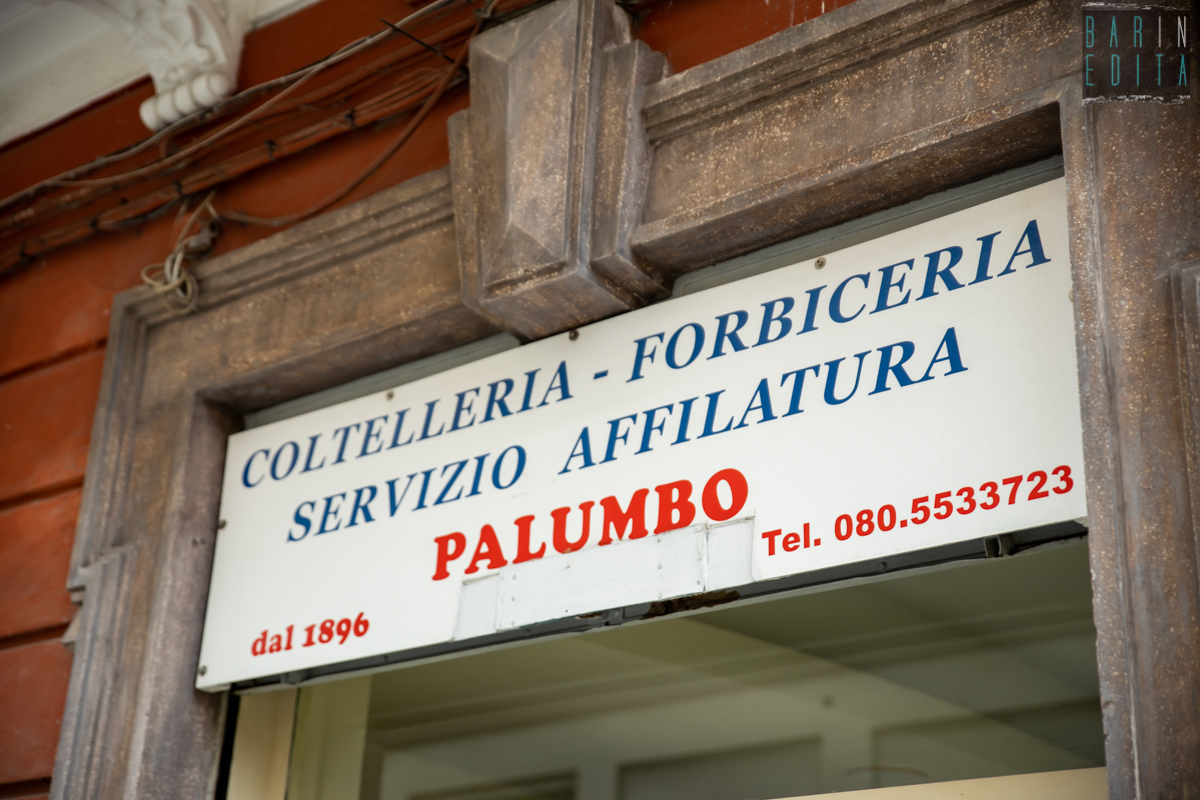 BARIN
EDITA
COLTELLERIA - FORBICERIA
SERVIZIO AFFILATURA
PALUMBO
Tel. 080.5533723
dal 1896